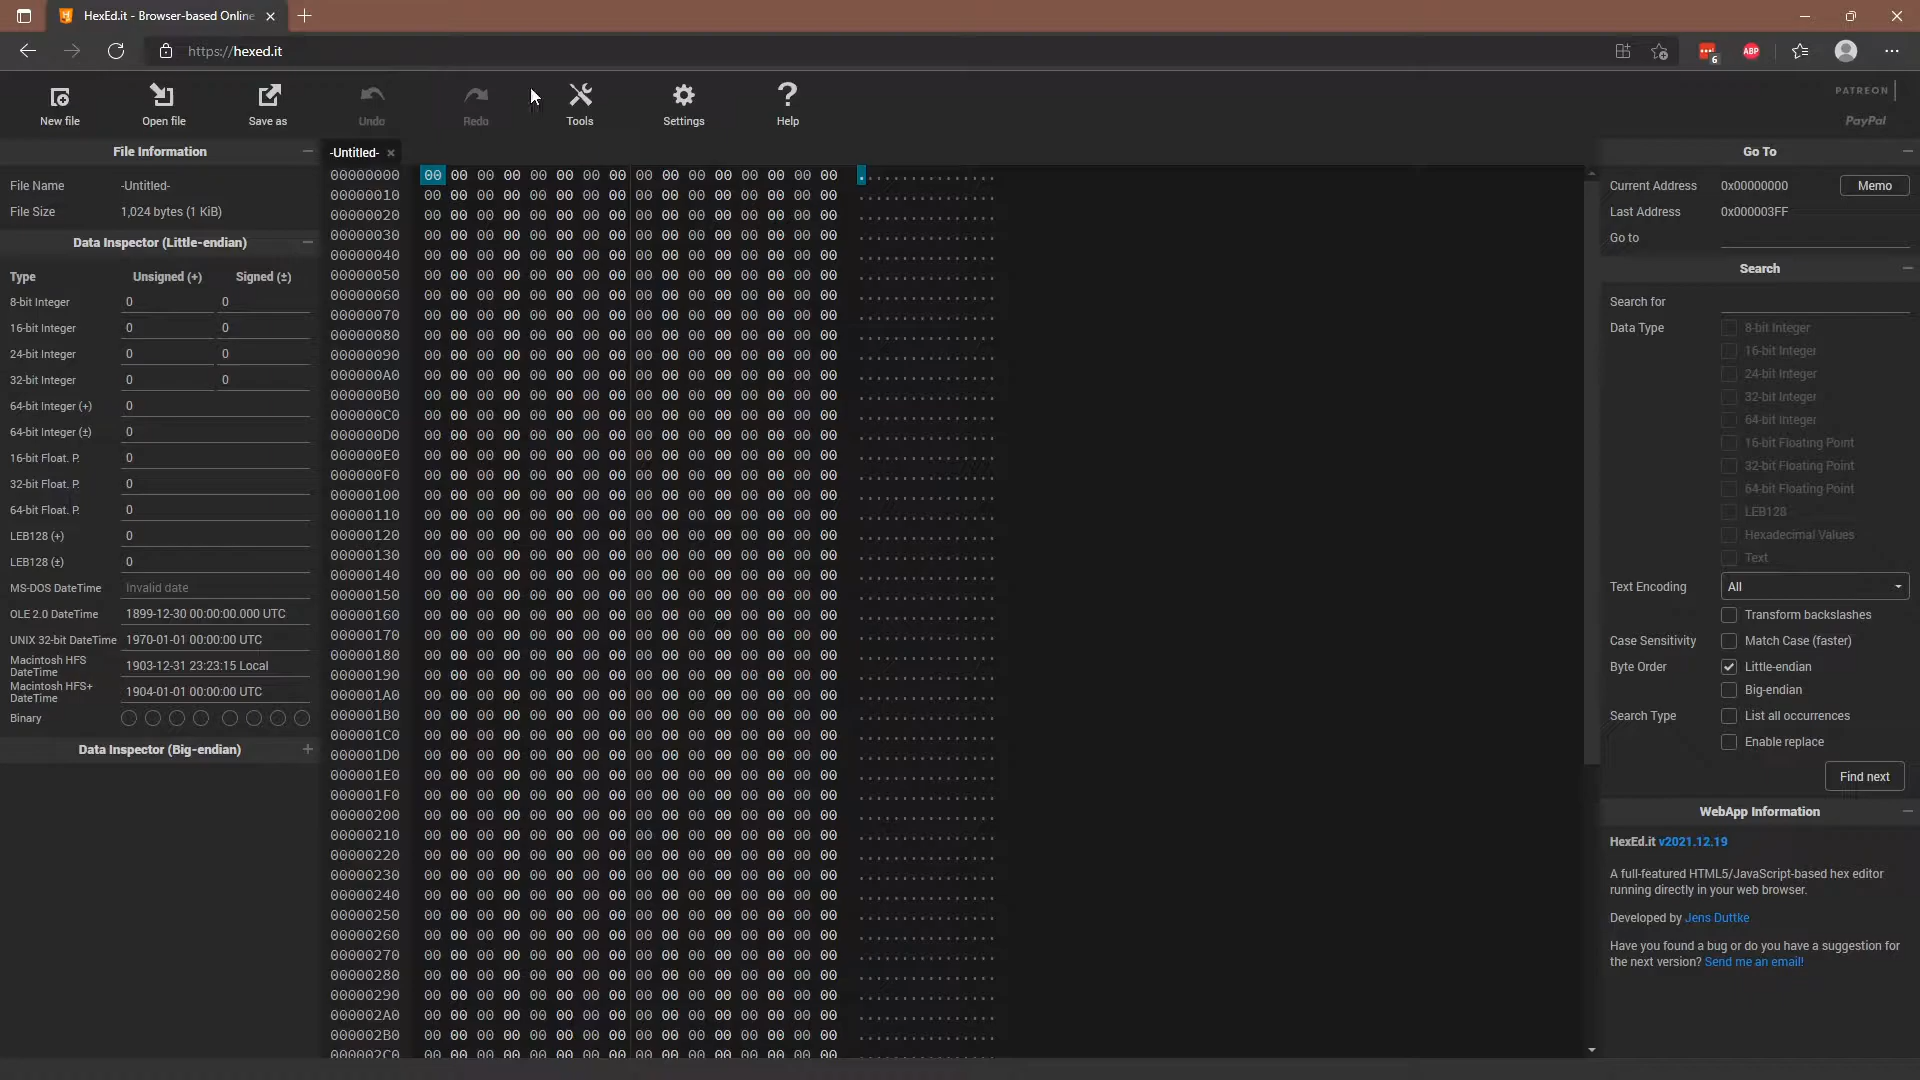 HexEd.it - Browser-based Online
https://hexed.it
6
ABP
New file
Open file
Save as
Undo
Redo
Tools
Settings
Help
PATREON
PayPal
File Information
File Name -Untitled-
File Size 1,024 bytes (1 KiB)
Data Inspector (Little-endian)
Type Unsigned (+) Signed (±)
8-bit Integer 0 0
16-bit Integer 0 0
24-bit Integer 0 0
32-bit Integer 0 0
64-bit Integer (+) 0
64-bit Integer (±) 0
16-bit Float. P. 0
32-bit Float. P. 0
64-bit Float. P. 0
LEB128 (+) 0
LEB128 (±) 0
MS-DOS DateTime Invalid date
OLE 2.0 DateTime 1899-12-30 00:00:00.000 UTC
UNIX 32-bit DateTime 1970-01-01 00:00:00 UTC
Macintosh HFS
DateTime 1903-12-31 23:23:15 Local
Macintosh HFS+
DateTime 1904-01-01 00:00:00 UTC
Binary
Data Inspector (Big-endian)
-Untitled-
00000000 00 00 00 00 00 00 00 00 00 00 00 00 00 00 00 00 ................
00000010 00 00 00 00 00 00 00 00 00 00 00 00 00 00 00 00 ................
00000020 00 00 00 00 00 00 00 00 00 00 00 00 00 00 00 00 ................
00000030 00 00 00 00 00 00 00 00 00 00 00 00 00 00 00 00 ................
00000040 00 00 00 00 00 00 00 00 00 00 00 00 00 00 00 00 ................
00000050 00 00 00 00 00 00 00 00 00 00 00 00 00 00 00 00 ................
00000060 00 00 00 00 00 00 00 00 00 00 00 00 00 00 00 00 ................
00000070 00 00 00 00 00 00 00 00 00 00 00 00 00 00 00 00 ................
00000080 00 00 00 00 00 00 00 00 00 00 00 00 00 00 00 00 ................
00000090 00 00 00 00 00 00 00 00 00 00 00 00 00 00 00 00 ................
000000A0 00 00 00 00 00 00 00 00 00 00 00 00 00 00 00 00 ................
000000B0 00 00 00 00 00 00 00 00 00 00 00 00 00 00 00 00 ................
000000C0 00 00 00 00 00 00 00 00 00 00 00 00 00 00 00 00 ................
000000D0 00 00 00 00 00 00 00 00 00 00 00 00 00 00 00 00 ................
000000E0 00 00 00 00 00 00 00 00 00 00 00 00 00 00 00 00 ................
000000F0 00 00 00 00 00 00 00 00 00 00 00 00 00 00 00 00 ................
00000100 00 00 00 00 00 00 00 00 00 00 00 00 00 00 00 00 ................
00000110 00 00 00 00 00 00 00 00 00 00 00 00 00 00 00 00 ................
00000120 00 00 00 00 00 00 00 00 00 00 00 00 00 00 00 00 ................
00000130 00 00 00 00 00 00 00 00 00 00 00 00 00 00 00 00 ................
00000140 00 00 00 00 00 00 00 00 00 00 00 00 00 00 00 00 ................
00000150 00 00 00 00 00 00 00 00 00 00 00 00 00 00 00 00 ................
00000160 00 00 00 00 00 00 00 00 00 00 00 00 00 00 00 00 ................
00000170 00 00 00 00 00 00 00 00 00 00 00 00 00 00 00 00 ................
00000180 00 00 00 00 00 00 00 00 00 00 00 00 00 00 00 00 ................
00000190 00 00 00 00 00 00 00 00 00 00 00 00 00 00 00 00 ................
000001A0 00 00 00 00 00 00 00 00 00 00 00 00 00 00 00 00 ................
000001B0 00 00 00 00 00 00 00 00 00 00 00 00 00 00 00 00 ................
000001C0 00 00 00 00 00 00 00 00 00 00 00 00 00 00 00 00 ................
000001D0 00 00 00 00 00 00 00 00 00 00 00 00 00 00 00 00 ................
000001E0 00 00 00 00 00 00 00 00 00 00 00 00 00 00 00 00 ................
000001F0 00 00 00 00 00 00 00 00 00 00 00 00 00 00 00 00 ................
00000200 00 00 00 00 00 00 00 00 00 00 00 00 00 00 00 00 ................
00000210 00 00 00 00 00 00 00 00 00 00 00 00 00 00 00 00 ................
00000220 00 00 00 00 00 00 00 00 00 00 00 00 00 00 00 00 ................
00000230 00 00 00 00 00 00 00 00 00 00 00 00 00 00 00 00 ................
00000240 00 00 00 00 00 00 00 00 00 00 00 00 00 00 00 00 ................
00000250 00 00 00 00 00 00 00 00 00 00 00 00 00 00 00 00 ................
00000260 00 00 00 00 00 00 00 00 00 00 00 00 00 00 00 00 ................
00000270 00 00 00 00 00 00 00 00 00 00 00 00 00 00 00 00 ................
00000280 00 00 00 00 00 00 00 00 00 00 00 00 00 00 00 00 ................
00000290 00 00 00 00 00 00 00 00 00 00 00 00 00 00 00 00 ................
000002A0 00 00 00 00 00 00 00 00 00 00 00 00 00 00 00 00 ................
000002B0 00 00 00 00 00 00 00 00 00 00 00 00 00 00 00 00 ................
000002C0 00 00 00 00 00 00 00 00 00 00 00 00 00 00 00 00 ................
Go To
Current Address 0x00000000 Memo
Last Address 0x000003FF
Go to
Search
Search for
Data Type 8-bit Integer
16-bit Integer
24-bit Integer
32-bit Integer
64-bit Integer
16-bit Floating Point
32-bit Floating Point
64-bit Floating Point
LEB128
Hexadecimal Values
Text
Text Encoding All
Transform backslashes
Case Sensitivity Match Case (faster)
Byte Order Little-endian
Big-endian
Search Type List all occurrences
Enable replace
Find next
WebApp Information
HexEd.it v2021.12.19
A full-featured HTML5/JavaScript-based hex editor
running directly in your web browser.
Developed by Jens Duttke
Have you found a bug or do you have a suggestion for
the next version? Send me an email!